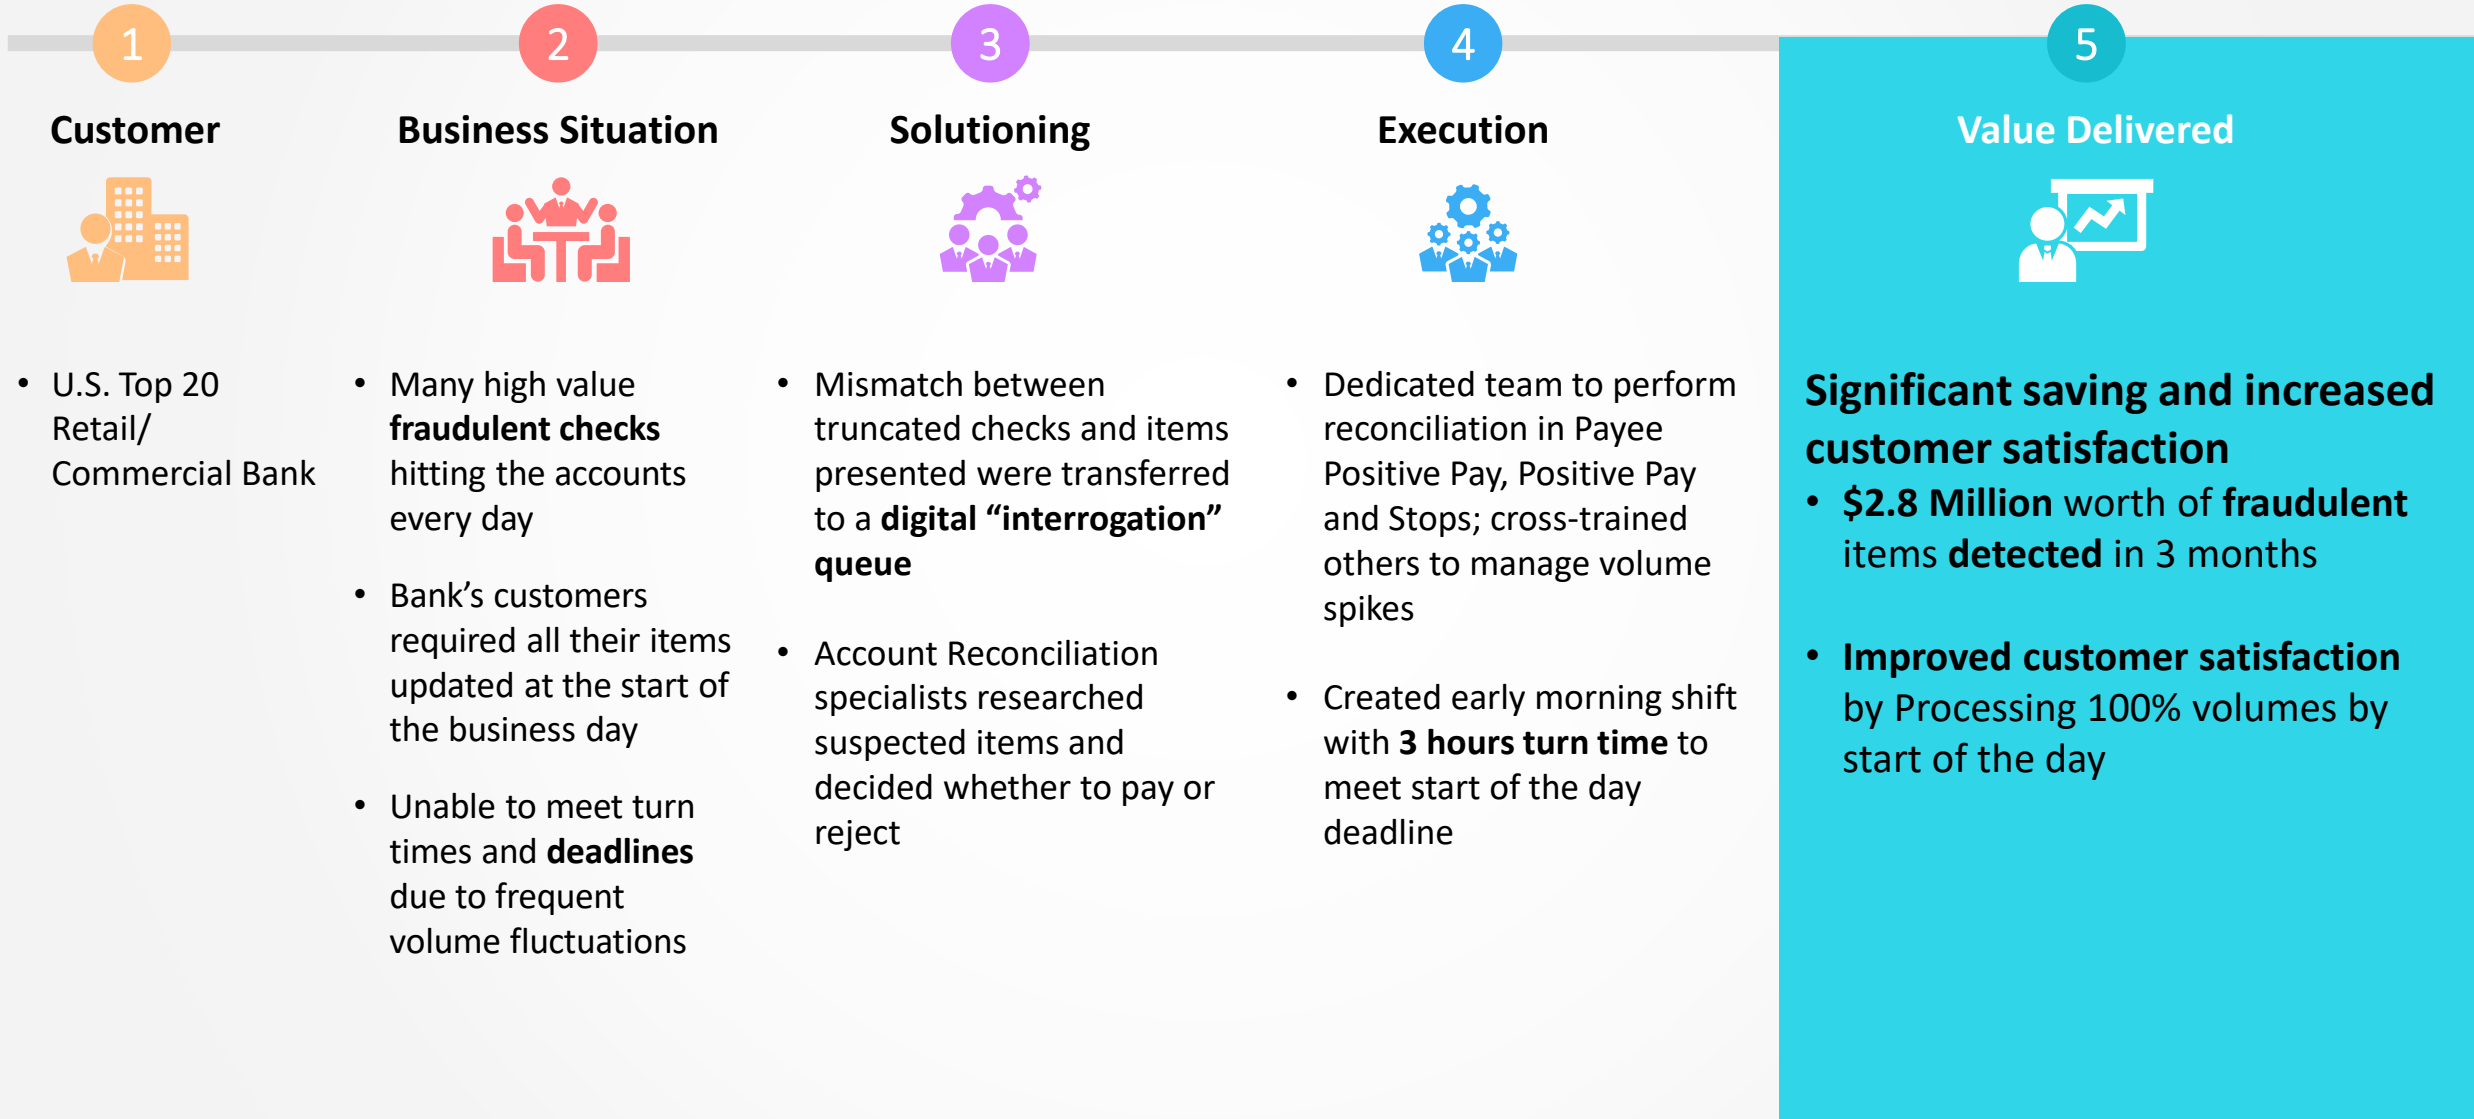 1
Customer
• U.S. Top 20
Retail/
Commercial Bank
2
Business Situation
• Many high value
fraudulent checks
hitting the accounts
every day
• Bank’s customers
required all their items
updated at the start of
the business day
• Unable to meet turn
times and deadlines
due to frequent
volume fluctuations
3
Solutioning
• Mismatch between
truncated checks and items
presented were transferred
to a digital “interrogation”
queue
• Account Reconciliation
specialists researched
suspected items and
decided whether to pay or
reject
4
Execution
• Dedicated team to perform
reconciliation in Payee
Positive Pay, Positive Pay
and Stops; cross-trained
others to manage volume
spikes
• Created early morning shift
with 3 hours turn time to
meet start of the day
deadline
5
Value Delivered
Significant saving and increased
customer satisfaction
• $2.8 Million worth of fraudulent
items detected in 3 months
• Improved customer satisfaction
by Processing 100% volumes by
start of the day